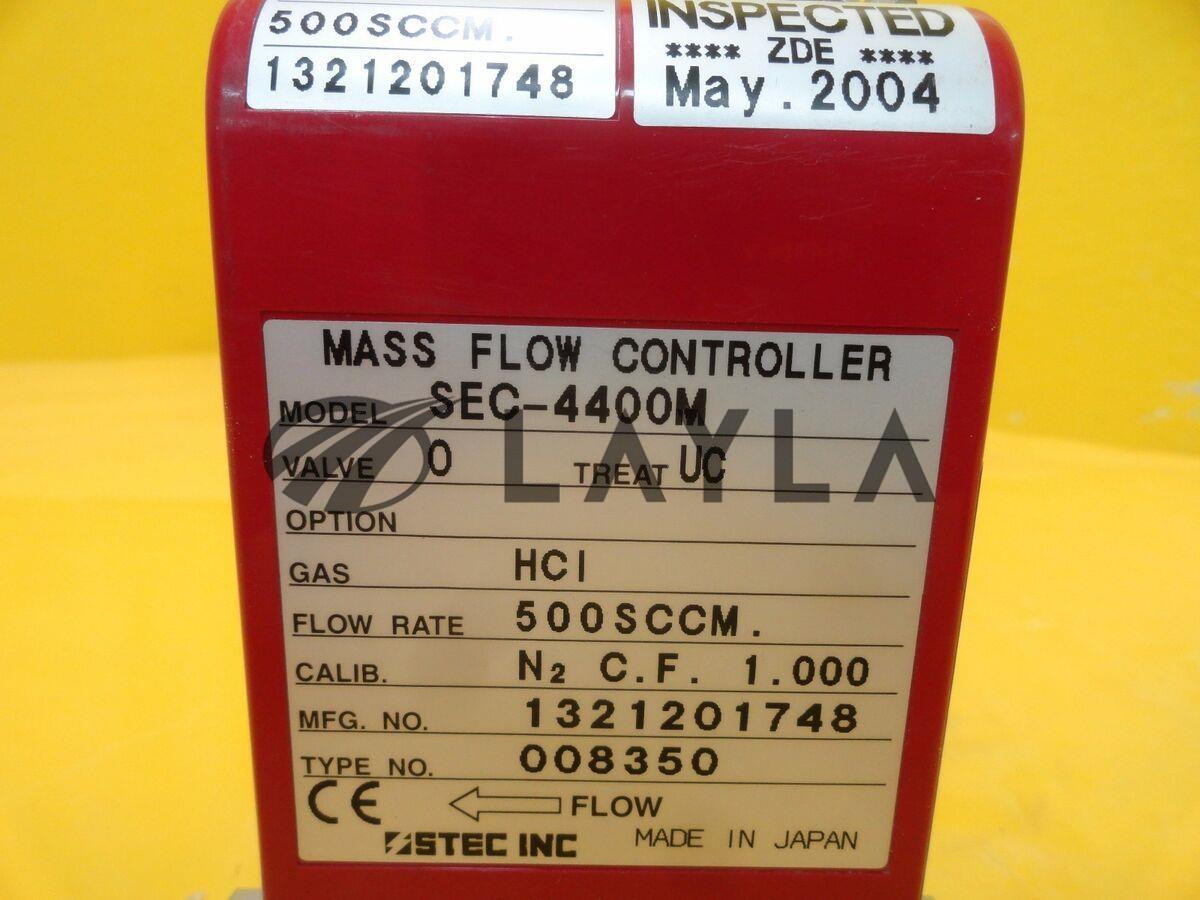 500SCCM.
1321201748
INSPECTED
**** ZDE ****
May.2004
MASS FLOW CONTROLLER
MODEL SEC-4400M
LAYLA
VALVE O TREAT UC
OPTION
GAS HCl
FLOW RATE 500SCCM.
CALIB. N₂ C.F. 1.000
MFG. NO. 1321201748
TYPE NO. 008350
CE FLOW
STEC INC MADE IN JAPAN